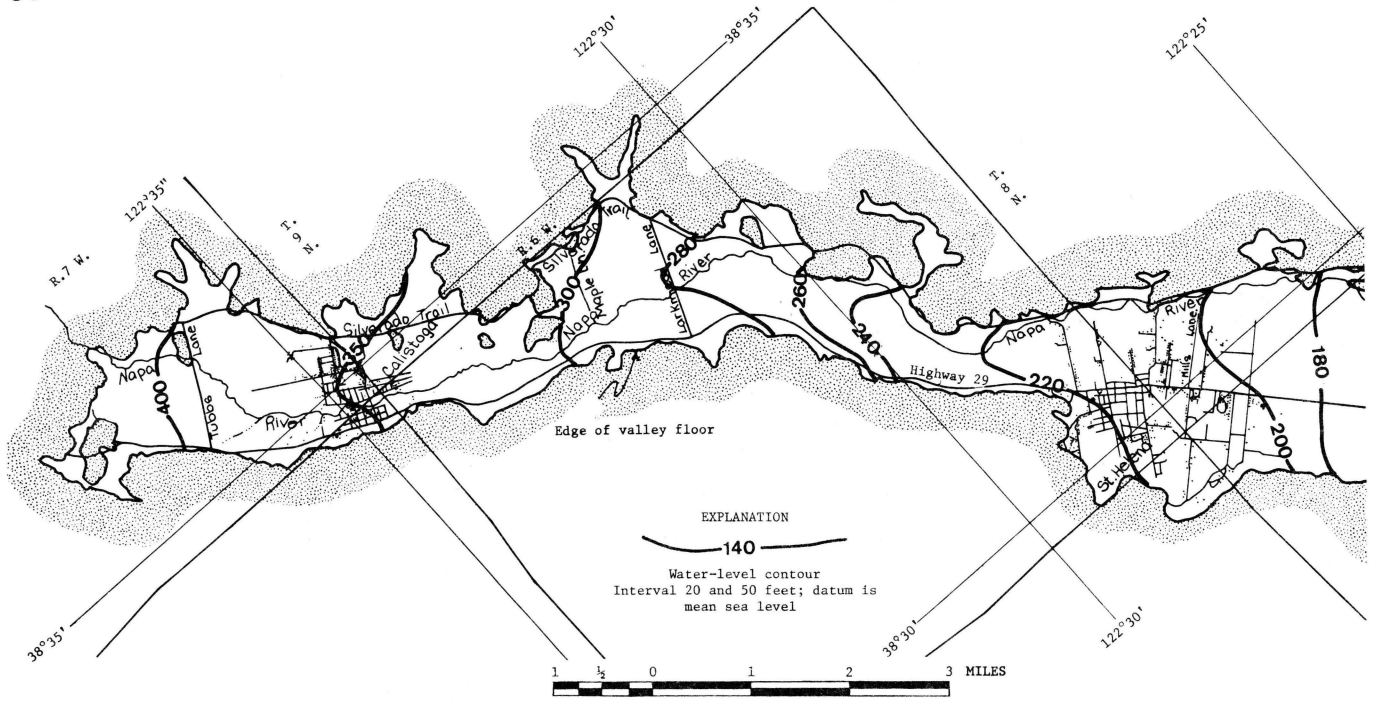 122°30'
38°35'
122°25'
122°35"
T.
9
N.
T.
8
N.
R.7 W.
R.6 W.
Silverado Trail
Silverado Trail
Lane
280
River
300
Napa
Maple
Larkmead
260
240
Napa
River
Lane
Mills
180
Highway 29
220
200
St Helena
Napa
400
Lane
Tubbs
River
350
Calistoga
Edge of valley floor
EXPLANATION
140
Water-level contour
Interval 20 and 50 feet; datum is
mean sea level
38°35'
38°30'
122°30'
1 ½ 0 1 2 3 MILES